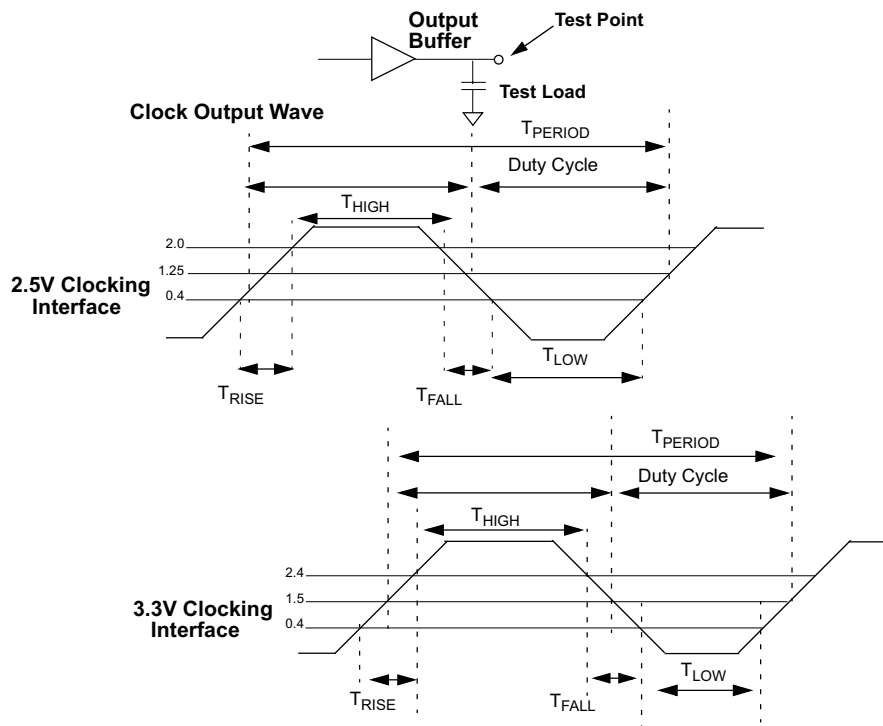 Output
Buffer
Test Point
Test Load
Clock Output Wave
TPERIOD
Duty Cycle
THIGH
2.0
1.25
0.4
2.5V Clocking
Interface
TLOW
TRISE
TFALL
TPERIOD
Duty Cycle
THIGH
2.4
1.5
0.4
3.3V Clocking
Interface
TLOW
TRISE
TFALL